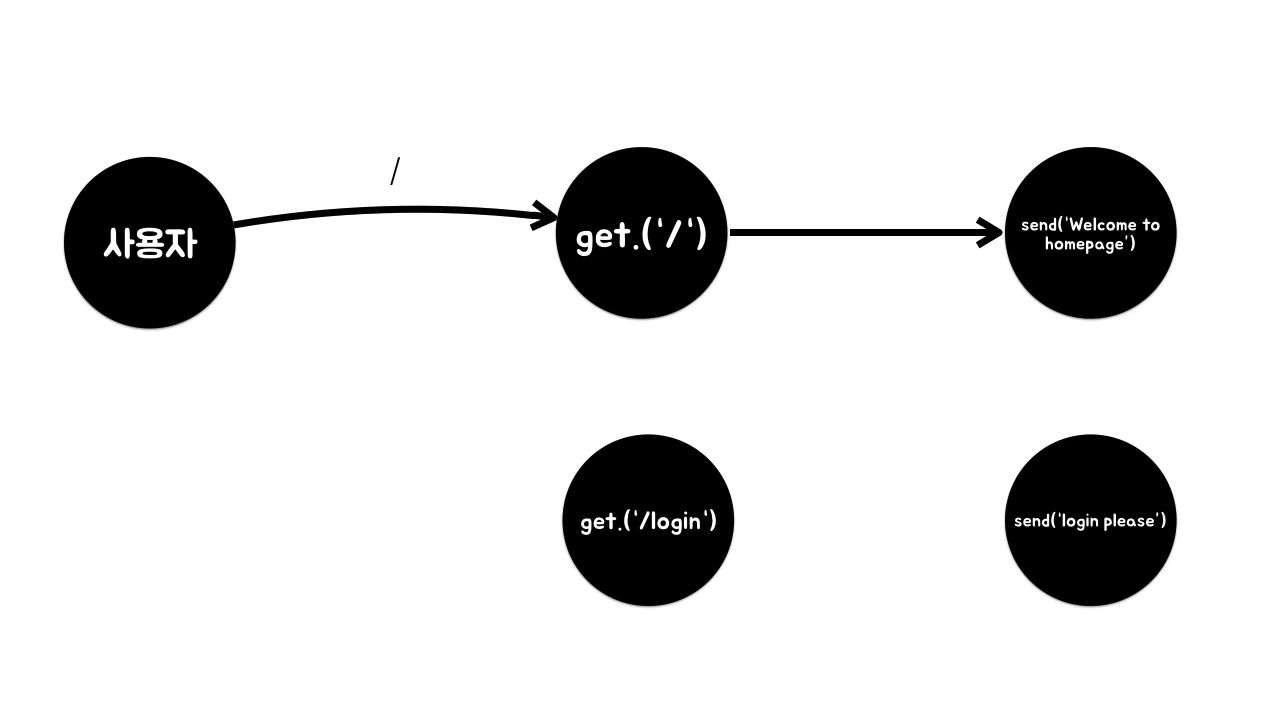 /
사용자
get.('/')
send('Welcome to
homepage')
get.('/login')
send('login please')